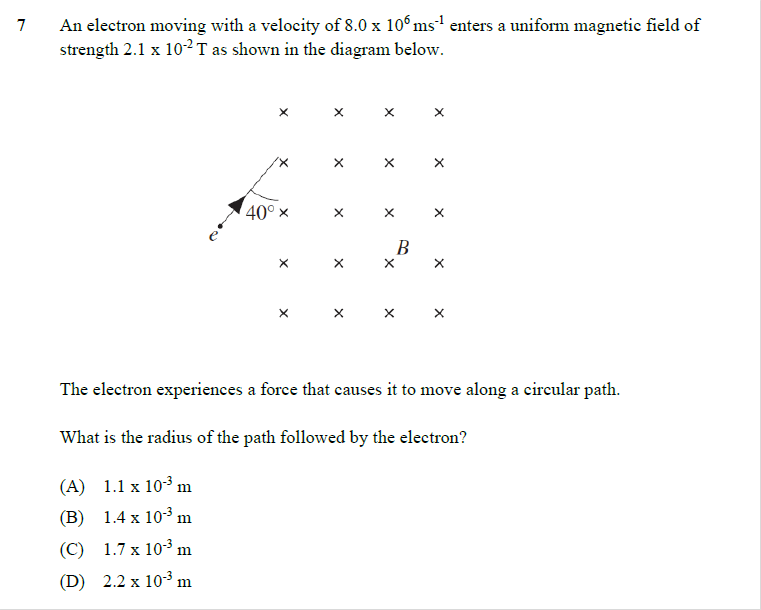 7 An electron moving with a velocity of 8.0 x 10⁶ ms⁻¹ enters a uniform magnetic field of
strength 2.1 x 10⁻² T as shown in the diagram below.
× × × ×
× × × ×
40° × × × ×
e⁻
B
× × × ×
× × × ×
The electron experiences a force that causes it to move along a circular path.
What is the radius of the path followed by the electron?
(A) 1.1 x 10⁻³ m
(B) 1.4 x 10⁻³ m
(C) 1.7 x 10⁻³ m
(D) 2.2 x 10⁻³ m